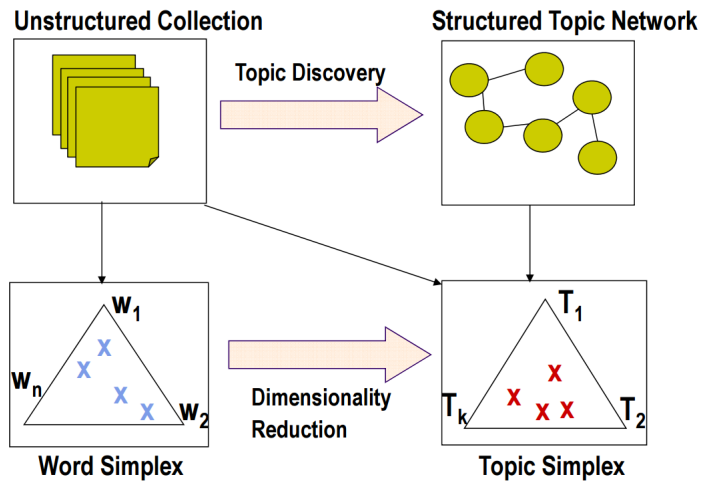 Unstructured Collection
Structured Topic Network
Topic Discovery
w1
wn
w2
X
X
X
X
Dimensionality
Reduction
T1
Tk
T2
X
X
X
X
Word Simplex
Topic Simplex